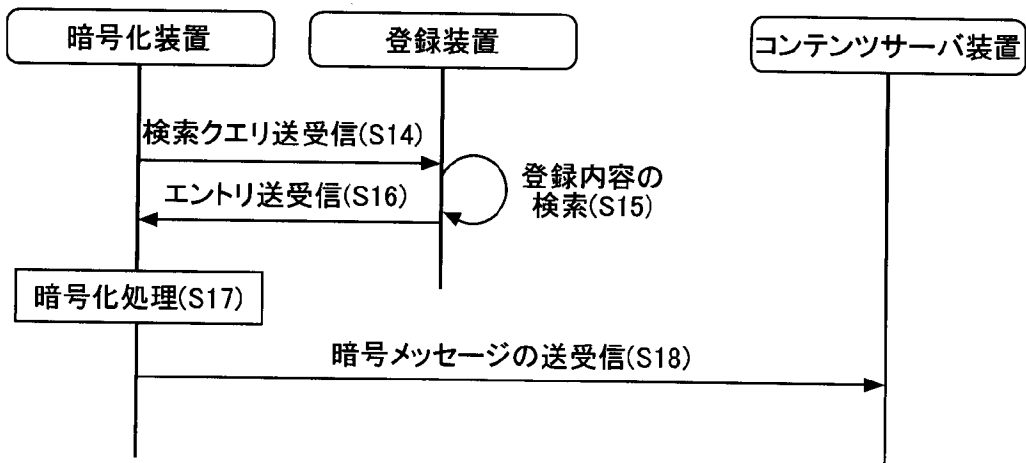 暗号化装置
登録装置
コンテンツサーバ装置
検索クエリ送受信(S14)
登録内容の
検索(S15)
エントリ送受信(S16)
暗号化処理(S17)
暗号メッセージの送受信(S18)